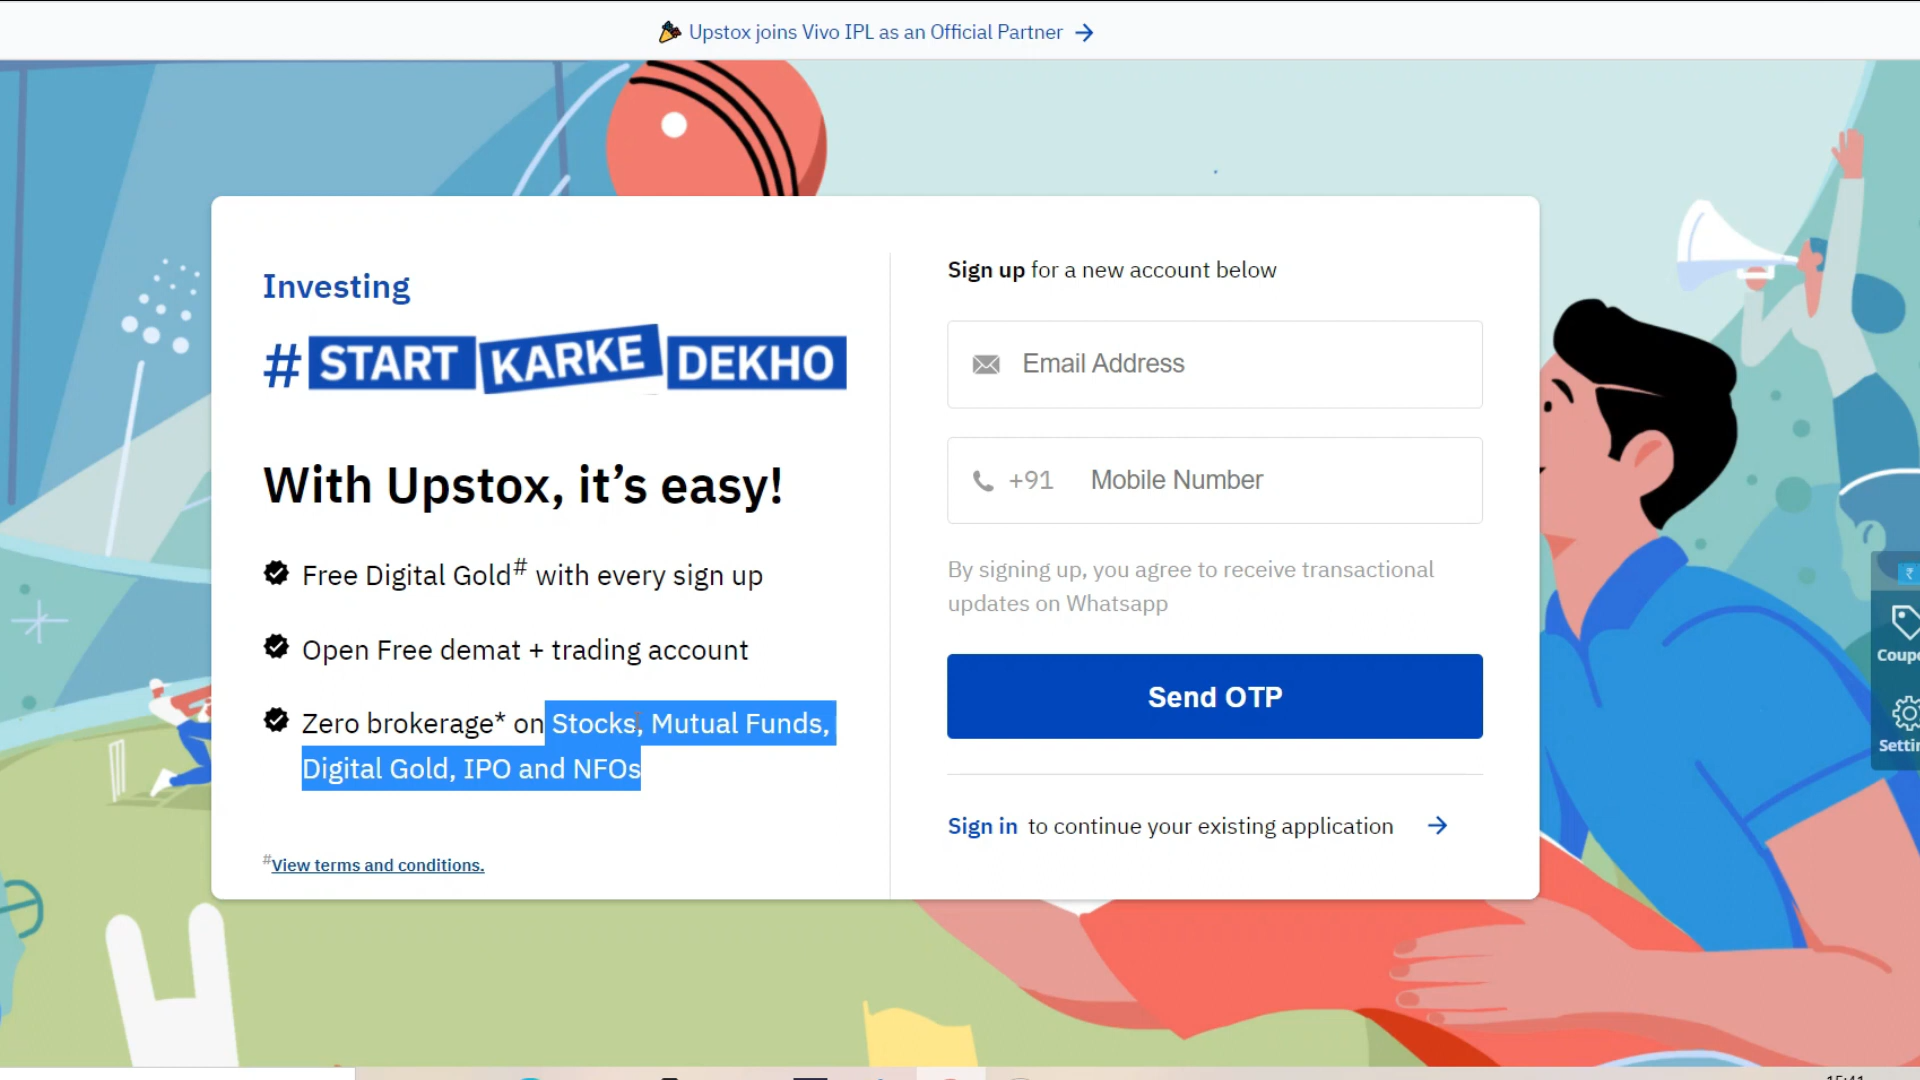 Upstox joins Vivo IPL as an Official Partner
Investing
#START KARKE DEKHO
With Upstox, it’s easy!
Free Digital Gold# with every sign up
Open Free demat + trading account
Zero brokerage* on Stocks, Mutual Funds,
Digital Gold, IPO and NFOs
#View terms and conditions.
Sign up for a new account below
Email Address
+91 Mobile Number
By signing up, you agree to receive transactional
updates on Whatsapp
Send OTP
Sign in to continue your existing application
₹
Coupo
Settin